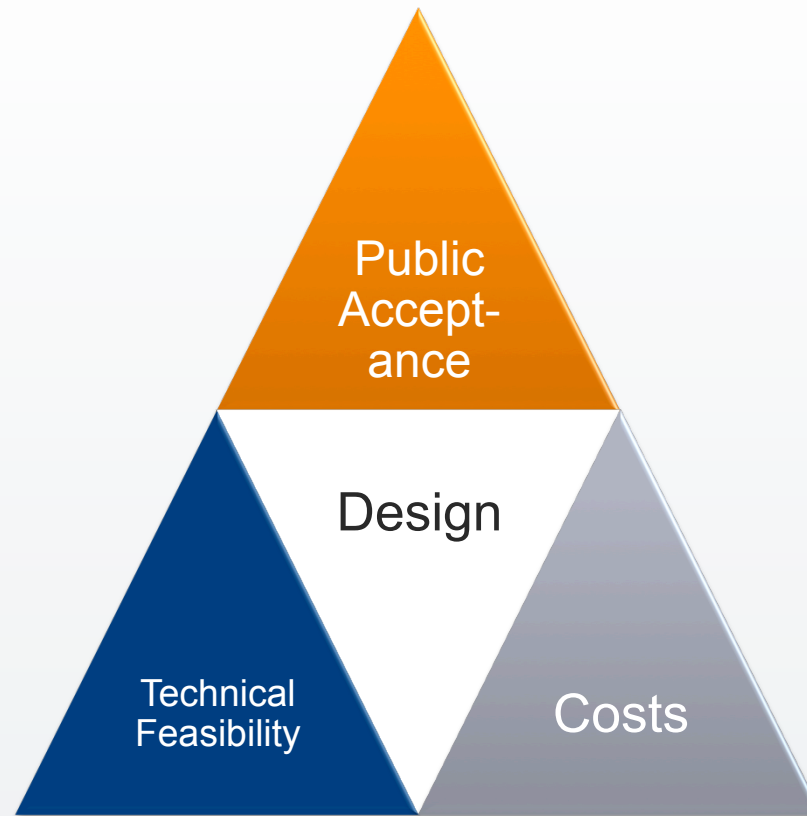 Public
Accept-
ance
Design
Technical
Feasibility
Costs